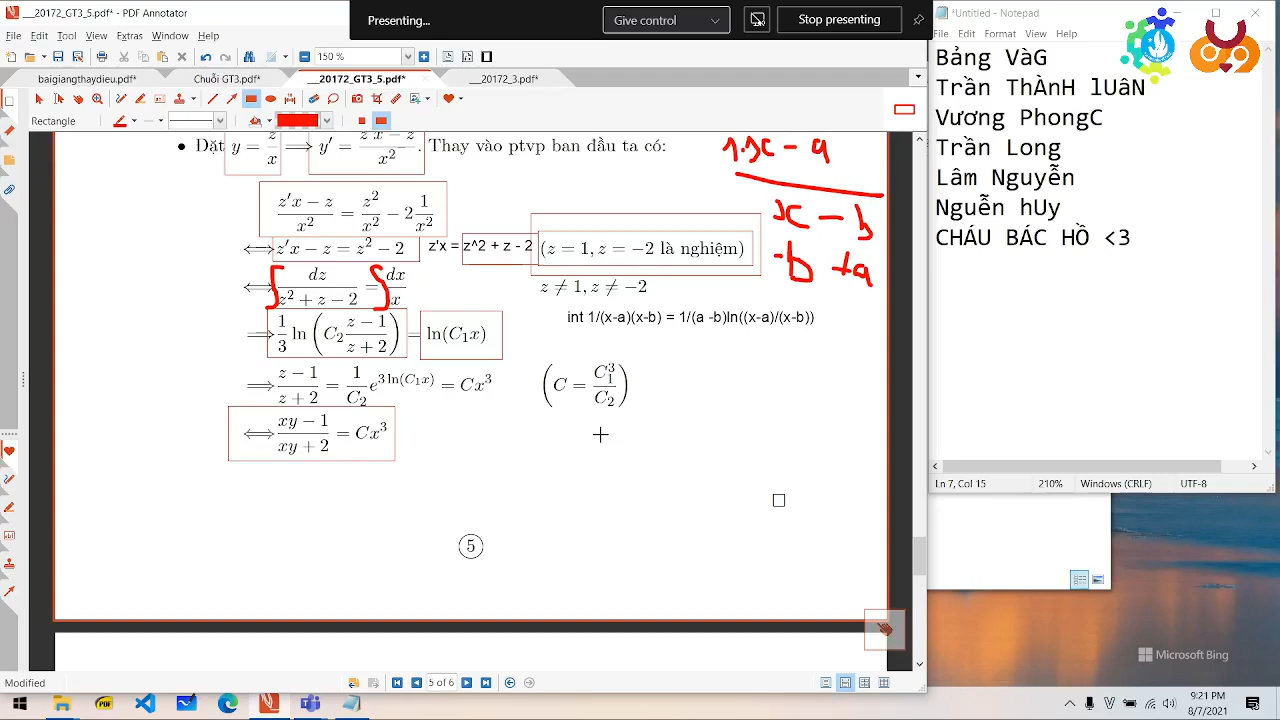 __20172_GT3_5.pdf* - PDF Annotator
Presenting...
Give control
Stop presenting
*Untitled - Notepad
File Edit Tool Extras Window Help
File Edit Format View Help
150 %
baigiangthaydieu.pdf* Chuỗi GT3.pdf* __20172_GT3_5.pdf* __20172_3.pdf*
Rectangle
• Đặt y = z/x ⟹ y' = (z'x − z)/x². Thay vào ptvp ban đầu ta có:
1.x − a
x − b
-b +a
(z'x − z)/x² = z²/x² − 2 1/x²
⟺ z'x − z = z² − 2 z'x = z^2 + z - 2 (z = 1, z = −2 là nghiệm)
⟺ ∫ dz/(z² + z − 2) = ∫ dx/x z ≠ 1, z ≠ −2
int 1/(x-a)(x-b) = 1/(a -b)ln((x-a)/(x-b))
⟹ 1/3 ln (C₂ (z − 1)/(z + 2)) = ln(C₁x)
⟹ (z − 1)/(z + 2) = 1/C₂ e^(3 ln(C₁x)) = Cx³ (C = C₁³/C₂)
⟺ (xy − 1)/(xy + 2) = Cx³
□
5
Modified
5 of 6
Bảng VàG
Trần ThÀnH lUâN
Vương PhongC
Trần Long
Lâm Nguyễn
Nguễn hUy
CHÁU BÁC HỒ <3
Ln 7, Col 15 210% Windows (CRLF) UTF-8
Microsoft Bing
9:21 PM
8/7/2021